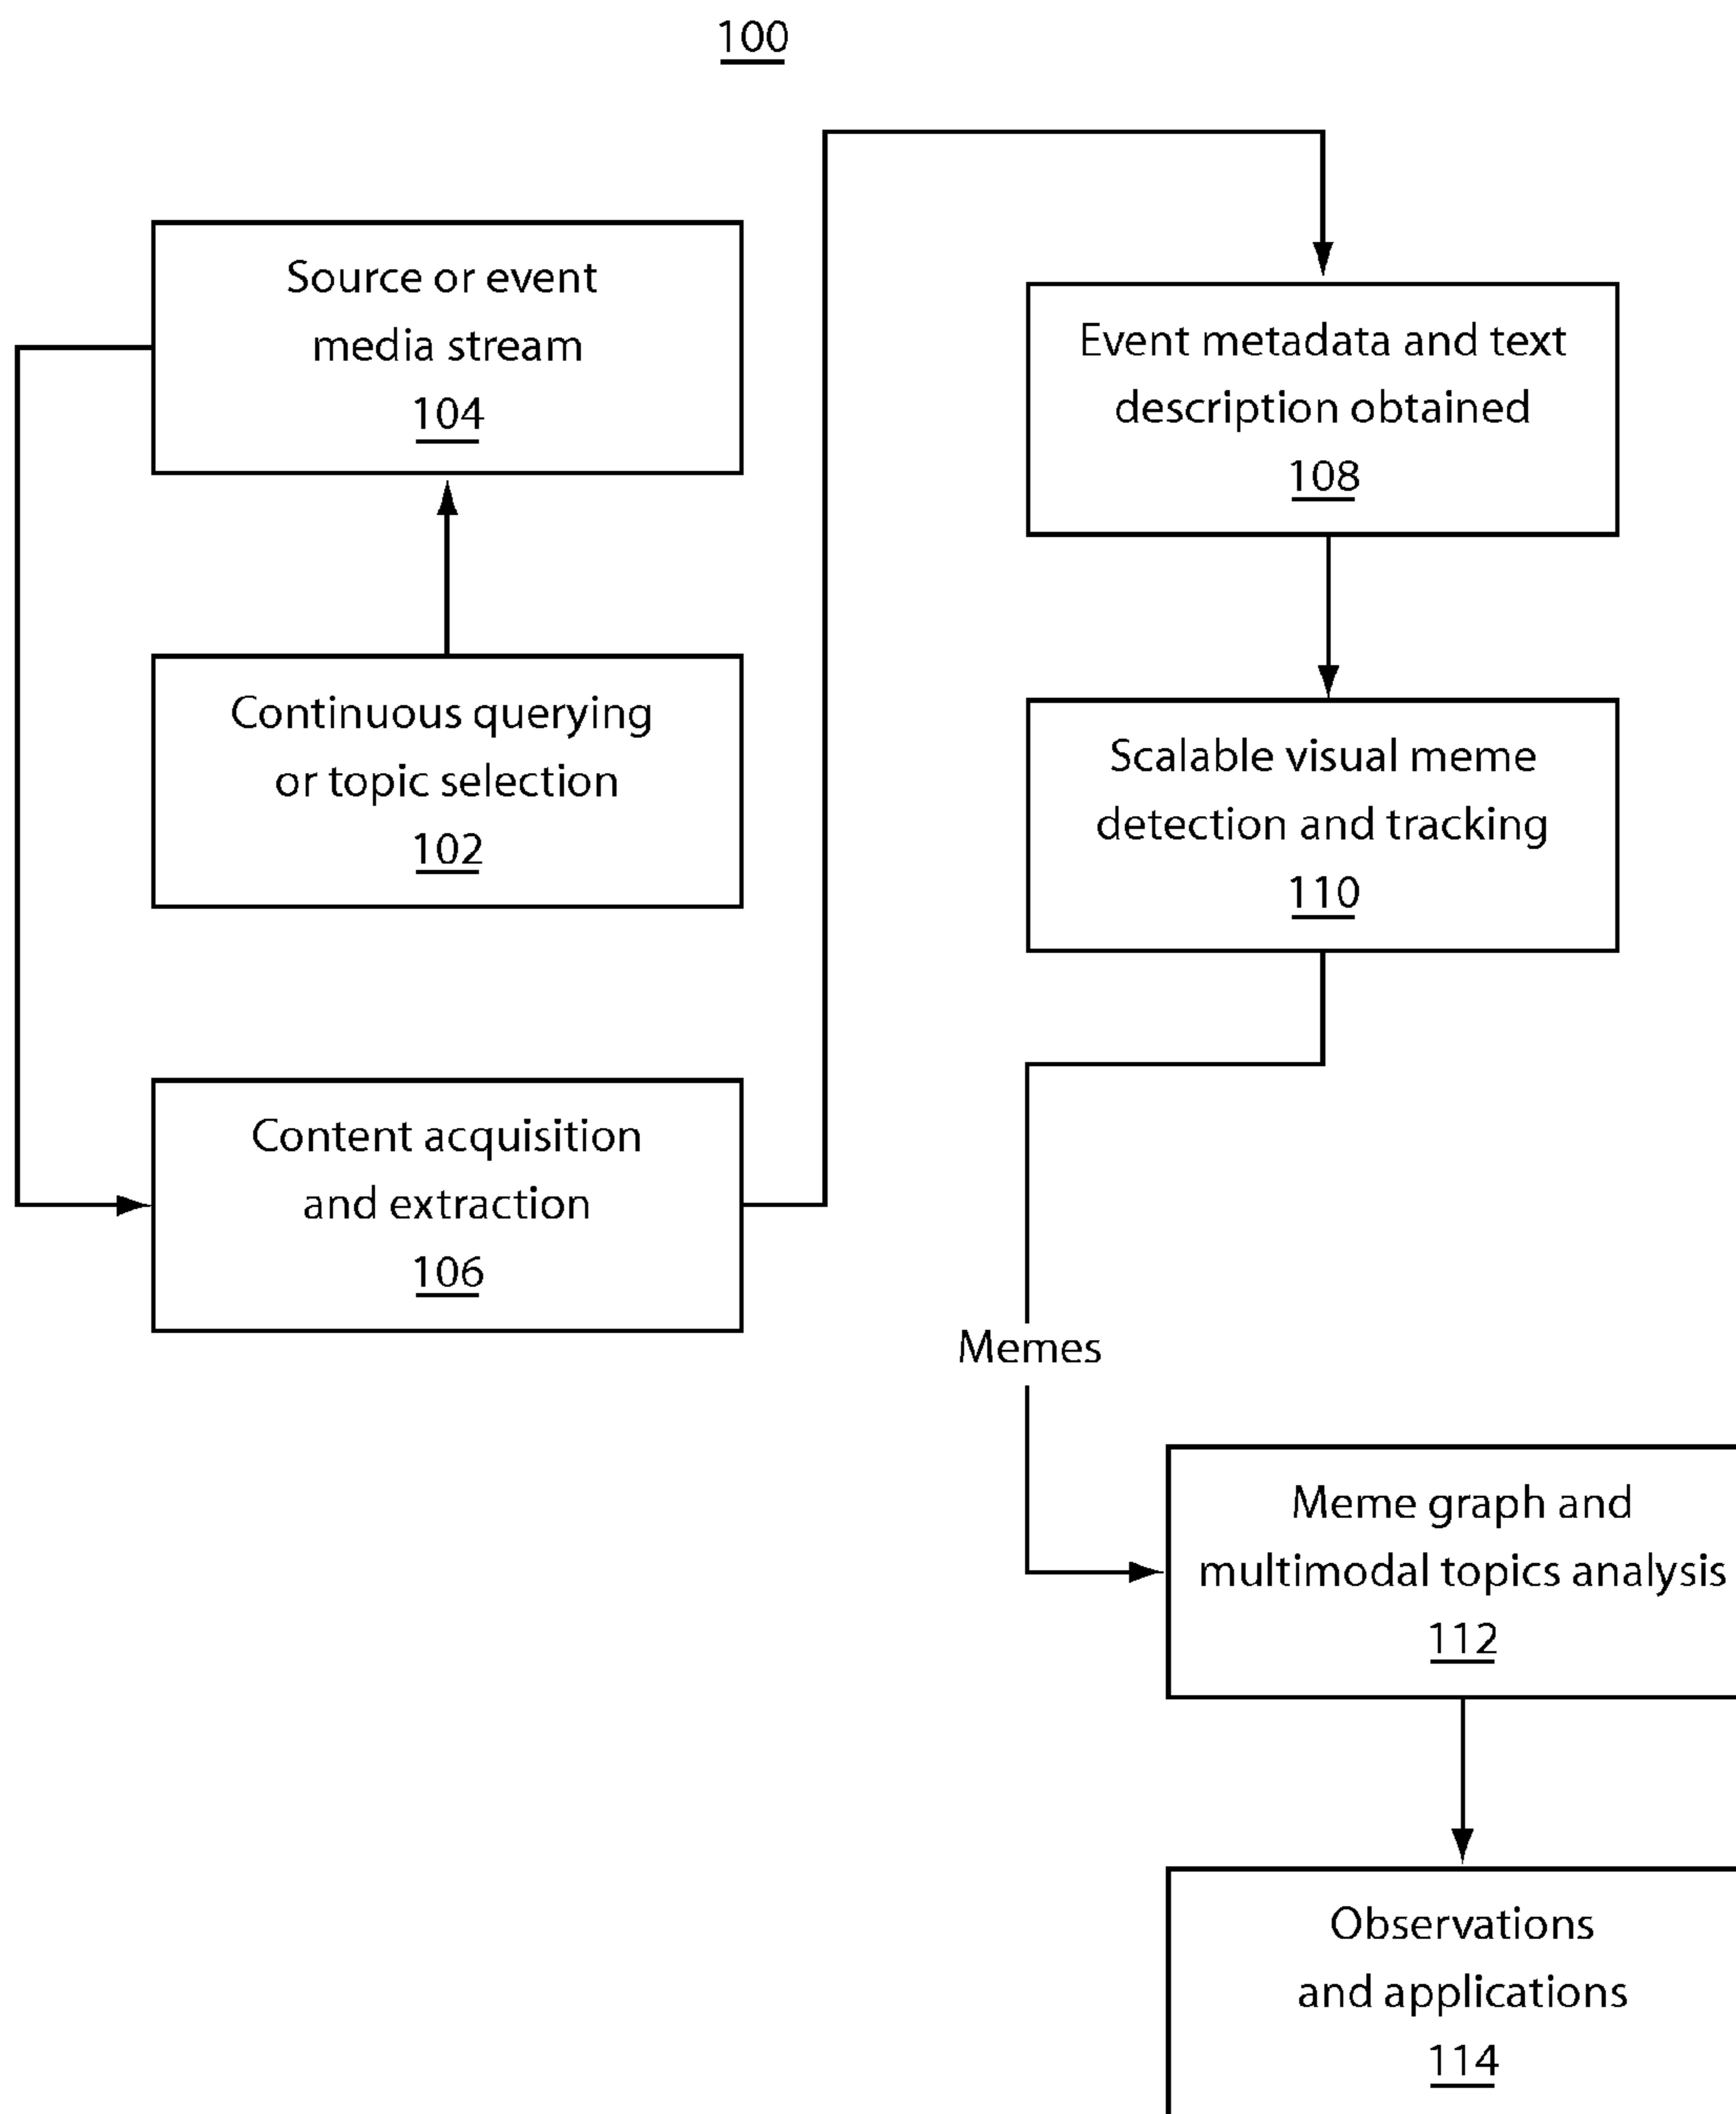 100
Source or event
media stream
104
Continuous querying
or topic selection
102
Content acquisition
and extraction
106
Event metadata and text
description obtained
108
Scalable visual meme
detection and tracking
110
Memes
Meme graph and
multimodal topics analysis
112
Observations
and applications
114